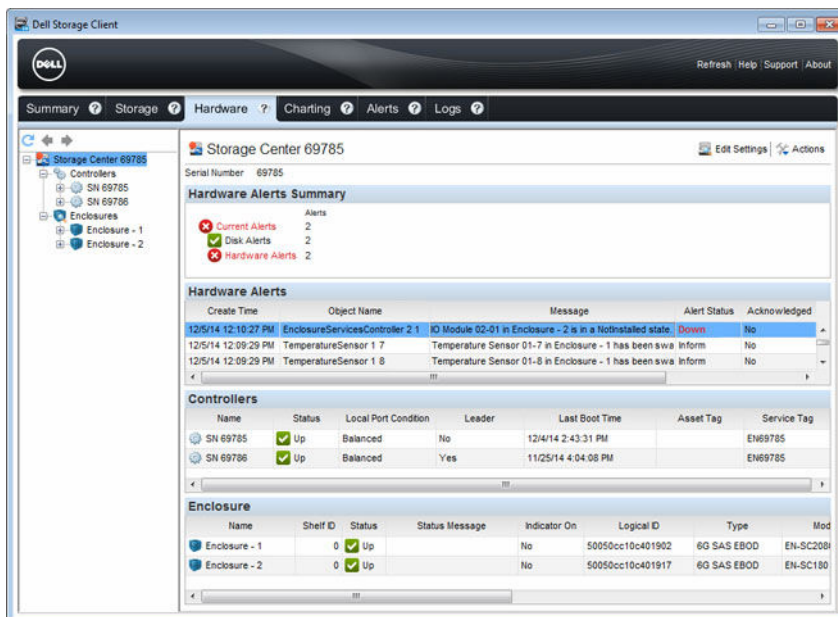 Dell Storage Client
DELL
Refresh Help Support About
Summary ? Storage ? Hardware ? Charting ? Alerts ? Logs ?
Storage Center 69785
Controllers
SN 69785
SN 69786
Enclosures
Enclosure - 1
Enclosure - 2
Storage Center 69785
Edit Settings Actions
Serial Number 69785
Hardware Alerts Summary
Alerts
Current Alerts 2
Disk Alerts 2
Hardware Alerts 2
Hardware Alerts
Create Time Object Name Message Alert Status Acknowledged
12/5/14 12:10:27 PM EnclosureServicesController 2 1 IO Module 02-01 in Enclosure - 2 is in a NotInstalled state. Down No
12/5/14 12:09:29 PM TemperatureSensor 1 7 Temperature Sensor 01-7 in Enclosure - 1 has been swa Inform No
12/5/14 12:09:29 PM TemperatureSensor 1 8 Temperature Sensor 01-8 in Enclosure - 1 has been swa Inform No
Controllers
Name Status Local Port Condition Leader Last Boot Time Asset Tag Service Tag
SN 69785 Up Balanced No 12/4/14 2:43:31 PM EN69785
SN 69786 Up Balanced Yes 11/25/14 4:04:08 PM EN69785
Enclosure
Name Shelf ID Status Status Message Indicator On Logical ID Type Mod
Enclosure - 1 0 Up No 50050cc10c401902 6G SAS EBOD EN-SC208
Enclosure - 2 0 Up No 50050cc10c401917 6G SAS EBOD EN-SC180